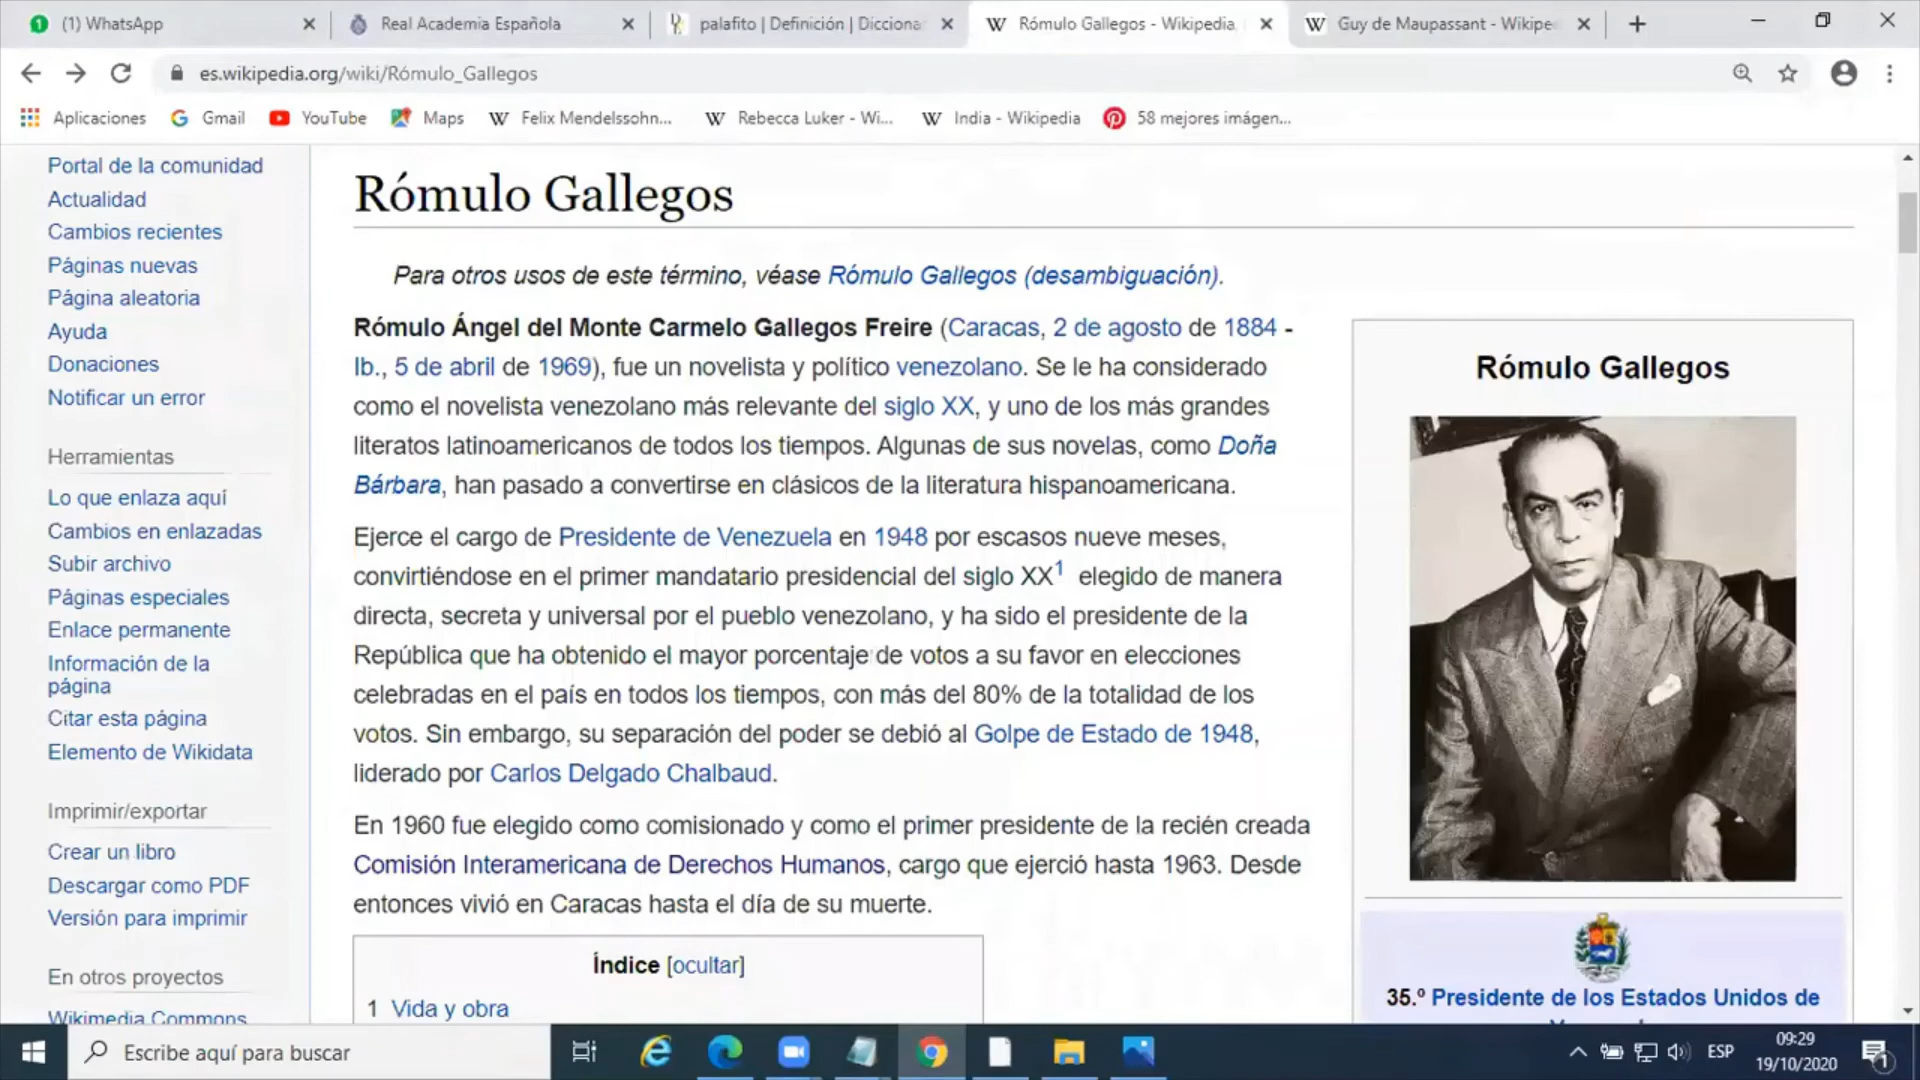 (1) WhatsApp
Real Academia Española
palafito | Definición | Dicciona
Rómulo Gallegos - Wikipedia,
Guy de Maupassant - Wikipe
es.wikipedia.org/wiki/Rómulo_Gallegos
Aplicaciones
Gmail
YouTube
Maps
Felix Mendelssohn...
Rebecca Luker - Wi...
India - Wikipedia
58 mejores imágen...
Portal de la comunidad
Actualidad
Cambios recientes
Páginas nuevas
Página aleatoria
Ayuda
Donaciones
Notificar un error
Herramientas
Lo que enlaza aquí
Cambios en enlazadas
Subir archivo
Páginas especiales
Enlace permanente
Información de la
página
Citar esta página
Elemento de Wikidata
Imprimir/exportar
Crear un libro
Descargar como PDF
Versión para imprimir
En otros proyectos
Wikimedia Commons
Rómulo Gallegos
Para otros usos de este término, véase Rómulo Gallegos (desambiguación).
Rómulo Ángel del Monte Carmelo Gallegos Freire (Caracas, 2 de agosto de 1884 -
Ib., 5 de abril de 1969), fue un novelista y político venezolano. Se le ha considerado
como el novelista venezolano más relevante del siglo XX, y uno de los más grandes
literatos latinoamericanos de todos los tiempos. Algunas de sus novelas, como Doña
Bárbara, han pasado a convertirse en clásicos de la literatura hispanoamericana.
Ejerce el cargo de Presidente de Venezuela en 1948 por escasos nueve meses,
convirtiéndose en el primer mandatario presidencial del siglo XX1 elegido de manera
directa, secreta y universal por el pueblo venezolano, y ha sido el presidente de la
República que ha obtenido el mayor porcentaje de votos a su favor en elecciones
celebradas en el país en todos los tiempos, con más del 80% de la totalidad de los
votos. Sin embargo, su separación del poder se debió al Golpe de Estado de 1948,
liderado por Carlos Delgado Chalbaud.
En 1960 fue elegido como comisionado y como el primer presidente de la recién creada
Comisión Interamericana de Derechos Humanos, cargo que ejerció hasta 1963. Desde
entonces vivió en Caracas hasta el día de su muerte.
Índice [ocultar]
1 Vida y obra
Rómulo Gallegos
35.º Presidente de los Estados Unidos de
Escribe aquí para buscar
ESP
09:29
19/10/2020
1